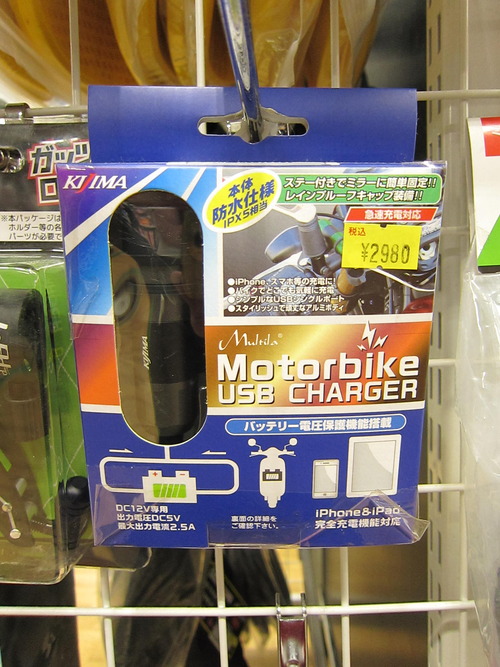 KIJIMA
本体
防水仕様
IPX5相当
ステー付きでミラーに簡単固定!!
レインプルーフキャップ装備!!
急速充電対応
税込
¥2980
●iPhone、スマホ等の充電に!
●バイクでどこでも気軽に充電
●シンプルなUSBシングルポート
●スタイリッシュで頑丈なアルミボディ
KIJIMA
Multila®
Motorbike
USB CHARGER
バッテリー電圧保護機能搭載
DC12V専用
出力電圧DC5V
最大出力電流2.5A
裏面の詳細を
ご確認下さい。
iPhone&iPad
完全充電機能対応
ガッツ
※本パッケージは
ホルダー等の各
パーツが必要で